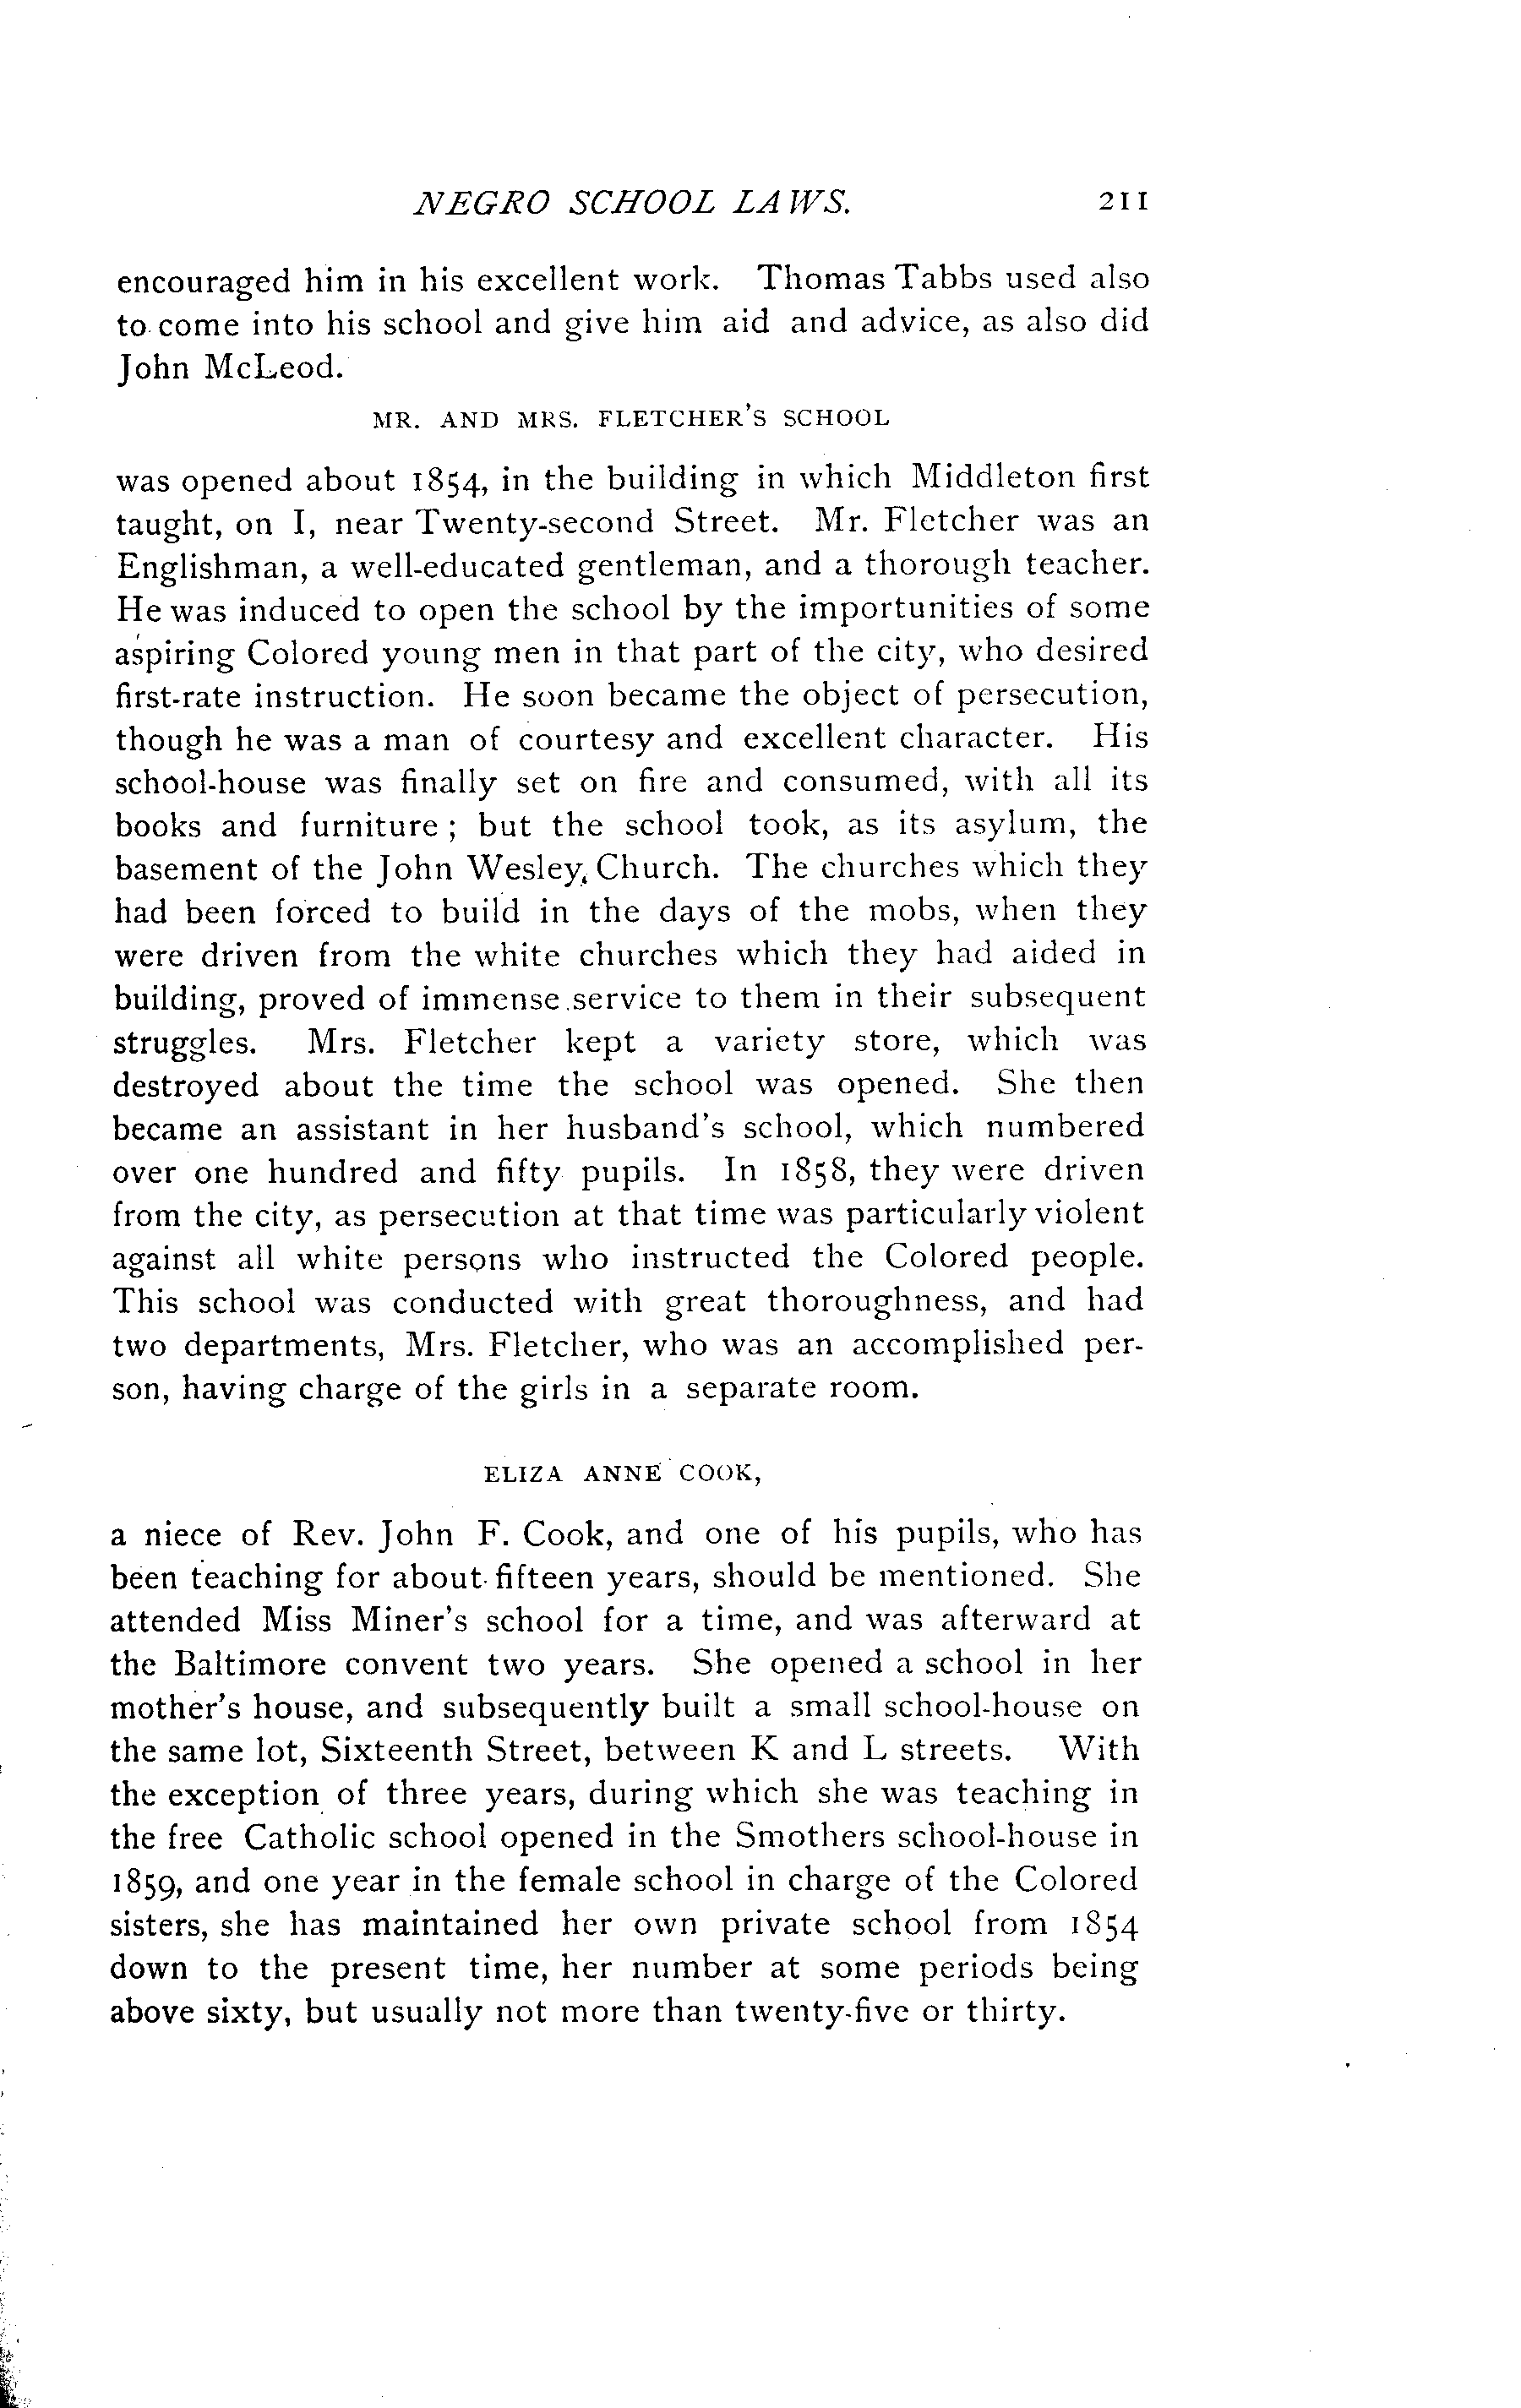 NEGRO SCHOOL LAWS. 211
encouraged him in his excellent work. Thomas Tabbs used also
to come into his school and give him aid and advice, as also did
John McLeod.
MR. AND MRS. FLETCHER'S SCHOOL
was opened about 1854, in the building in which Middleton first
taught, on I, near Twenty-second Street. Mr. Fletcher was an
Englishman, a well-educated gentleman, and a thorough teacher.
He was induced to open the school by the importunities of some
aspiring Colored young men in that part of the city, who desired
first-rate instruction. He soon became the object of persecution,
though he was a man of courtesy and excellent character. His
school-house was finally set on fire and consumed, with all its
books and furniture ; but the school took, as its asylum, the
basement of the John Wesley Church. The churches which they
had been forced to build in the days of the mobs, when they
were driven from the white churches which they had aided in
building, proved of immense service to them in their subsequent
struggles. Mrs. Fletcher kept a variety store, which was
destroyed about the time the school was opened. She then
became an assistant in her husband's school, which numbered
over one hundred and fifty pupils. In 1858, they were driven
from the city, as persecution at that time was particularly violent
against all white persons who instructed the Colored people.
This school was conducted with great thoroughness, and had
two departments, Mrs. Fletcher, who was an accomplished per-
son, having charge of the girls in a separate room.
ELIZA ANNE COOK,
a niece of Rev. John F. Cook, and one of his pupils, who has
been teaching for about fifteen years, should be mentioned. She
attended Miss Miner's school for a time, and was afterward at
the Baltimore convent two years. She opened a school in her
mother's house, and subsequently built a small school-house on
the same lot, Sixteenth Street, between K and L streets. With
the exception of three years, during which she was teaching in
the free Catholic school opened in the Smothers school-house in
1859, and one year in the female school in charge of the Colored
sisters, she has maintained her own private school from 1854
down to the present time, her number at some periods being
above sixty, but usually not more than twenty-five or thirty.